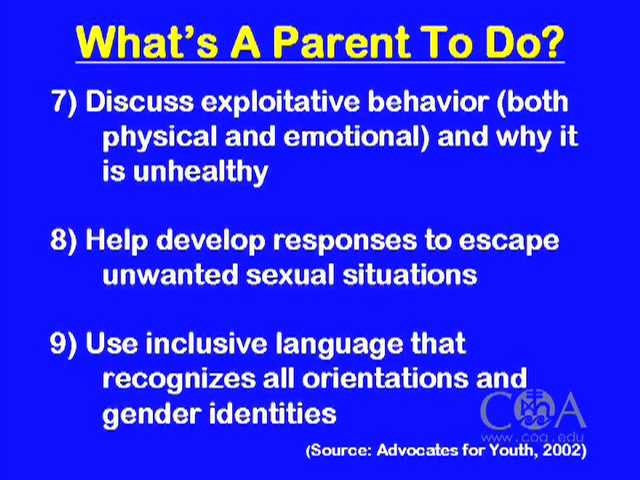 What's A Parent To Do?
7) Discuss exploitative behavior (both
physical and emotional) and why it
is unhealthy
8) Help develop responses to escape
unwanted sexual situations
9) Use inclusive language that
recognizes all orientations and
gender identities
COA
www.coa.edu
(Source: Advocates for Youth, 2002)